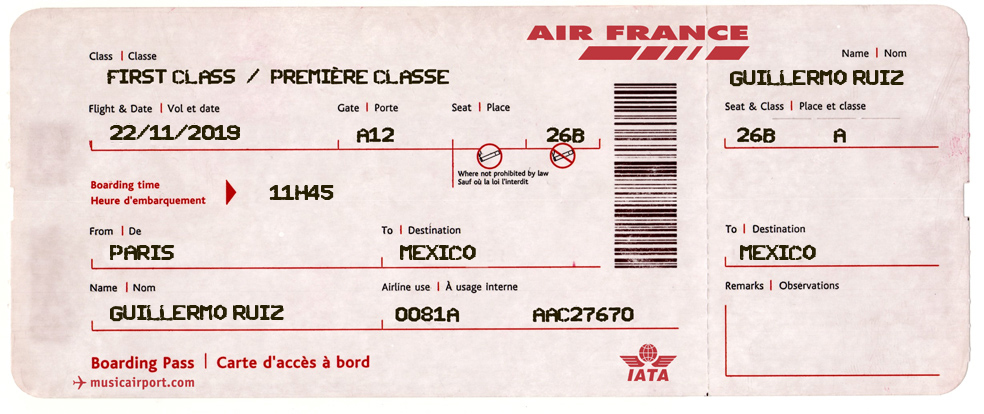 AIR FRANCE
Class | Classe
FIRST CLASS / PREMIÈRE CLASSE
Flight & Date | Vol et date
Gate | Porte
Seat | Place
22/11/2019
A12
26B
Where not prohibited by law
Sauf où la loi l'interdit
Boarding time
Heure d'embarquement
11H45
From | De
To | Destination
PARIS
MEXICO
Name | Nom
Airline use | À usage interne
GUILLERMO RUIZ
0081A
AAC27670
Boarding Pass | Carte d'accès à bord
musicairport.com
IATA
Name | Nom
GUILLERMO RUIZ
Seat & Class | Place et classe
26B
A
To | Destination
MEXICO
Remarks | Observations